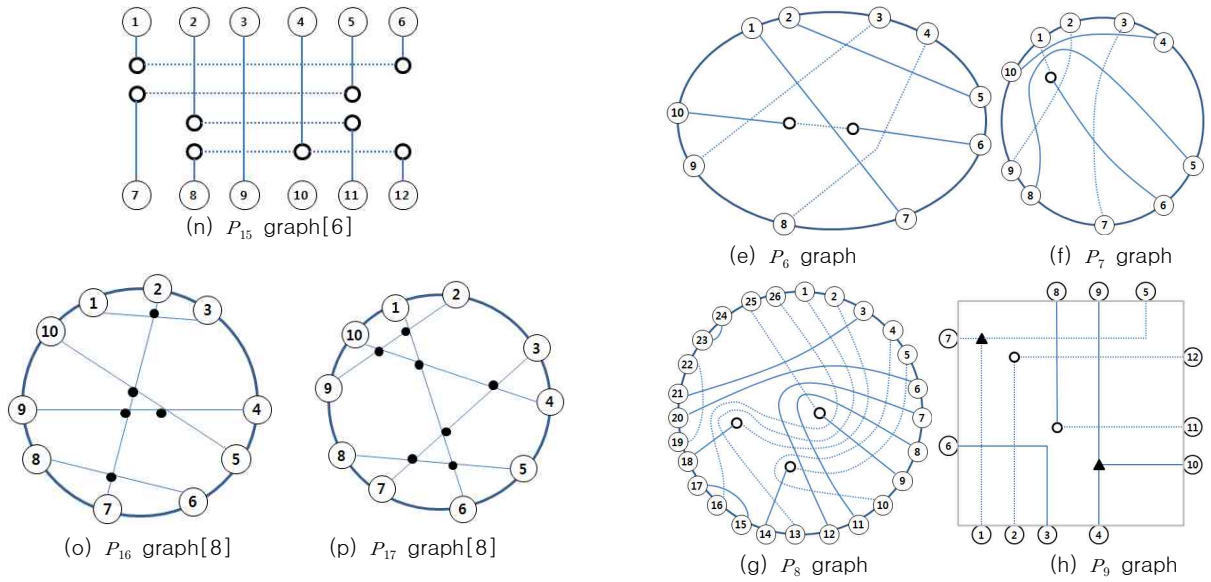 1 2 3 4 5 6
7 8 9 10 11 12
(n) P15 graph[6]
1 2 3 4 5 6 7 8 9 10
(e) P6 graph
1 2 3 4 5 6 7 8 9 10
(f) P7 graph
1 2 3 4 5 6 7 8 9 10
(o) P16 graph[8]
1 2 3 4 5 6 7 8 9 10
(p) P17 graph[8]
1 2 3 4 5 6 7 8 9 10 11 12 13 14 15 16 17 18 19 20 21 22 23 24 25 26
(g) P8 graph
8 9 5
7
12
11
6
10
1 2 3 4
(h) P9 graph